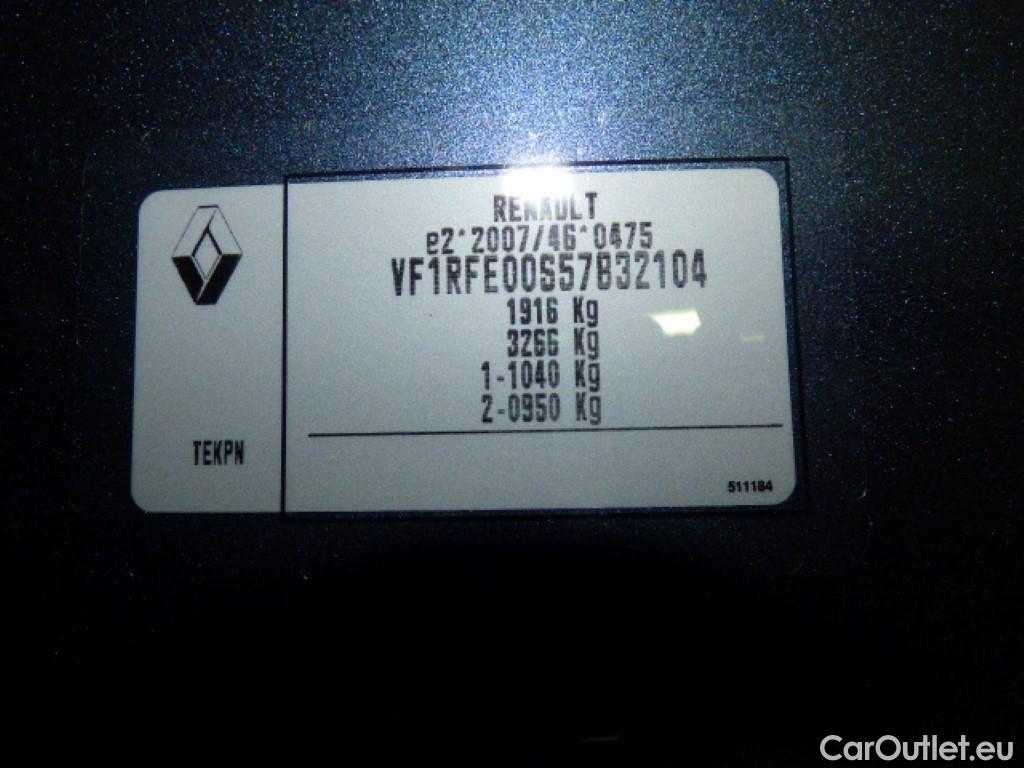 RENAULT
e2*2007/46*0475
VF1RFE00657832104
1916 Kg
3266 Kg
1-1040 Kg
2-0950 Kg
TEKPN
511184
CarOutlet.eu